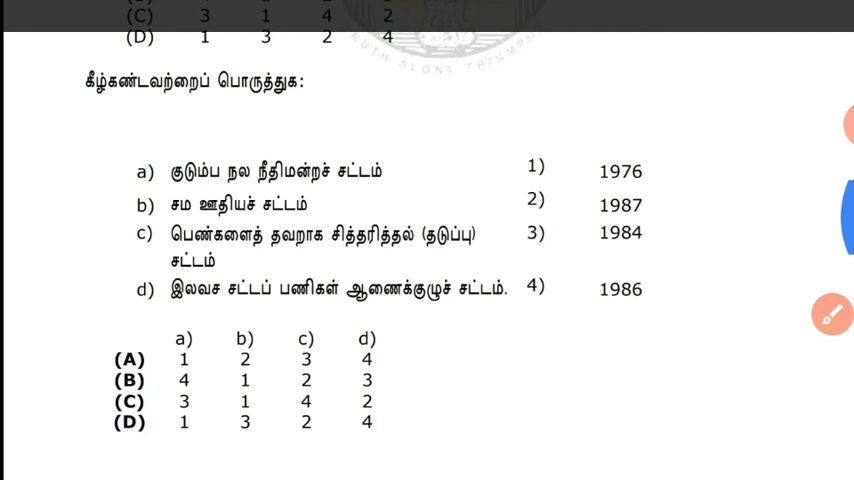 (C) 3 1 4 2
(D) 1 3 2 4
TRUTH ALONE TRIUMPHS
கீழ்கண்டவற்றைப் பொருத்துக:
a) குடும்ப நல நீதிமன்றச் சட்டம் 1) 1976
b) சம ஊதியச் சட்டம் 2) 1987
c) பெண்களைத் தவறாக சித்தரித்தல் (தடுப்பு) 3) 1984
சட்டம்
d) இலவச சட்டப் பணிகள் ஆணைக்குழுச் சட்டம். 4) 1986
a) b) c) d)
(A) 1 2 3 4
(B) 4 1 2 3
(C) 3 1 4 2
(D) 1 3 2 4